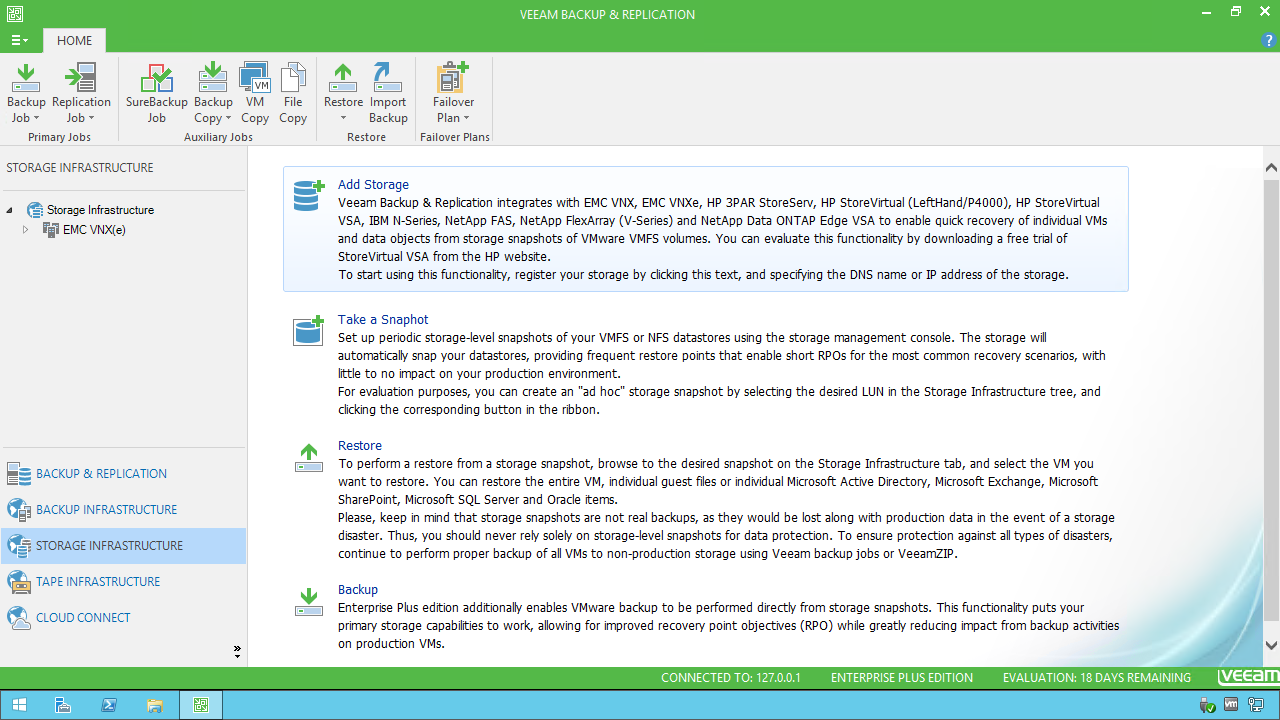 VEEAM BACKUP & REPLICATION
HOME
Backup Job
Replication Job
SureBackup Job
Backup Copy
VM
VM Copy
File Copy
Restore
Import Backup
Failover Plan
Primary Jobs
Auxiliary Jobs
Restore
Failover Plans
STORAGE INFRASTRUCTURE
Storage Infrastructure
EMC VNX(e)
BACKUP & REPLICATION
BACKUP INFRASTRUCTURE
STORAGE INFRASTRUCTURE
TAPE INFRASTRUCTURE
CLOUD CONNECT
Add Storage
Veeam Backup & Replication integrates with EMC VNX, EMC VNXe, HP 3PAR StoreServ, HP StoreVirtual (LeftHand/P4000), HP StoreVirtual
VSA, IBM N-Series, NetApp FAS, NetApp FlexArray (V-Series) and NetApp Data ONTAP Edge VSA to enable quick recovery of individual VMs
and data objects from storage snapshots of VMware VMFS volumes. You can evaluate this functionality by downloading a free trial of
StoreVirtual VSA from the HP website.
To start using this functionality, register your storage by clicking this text, and specifying the DNS name or IP address of the storage.
Take a Snaphot
Set up periodic storage-level snapshots of your VMFS or NFS datastores using the storage management console. The storage will
automatically snap your datastores, providing frequent restore points that enable short RPOs for the most common recovery scenarios, with
little to no impact on your production environment.
For evaluation purposes, you can create an "ad hoc" storage snapshot by selecting the desired LUN in the Storage Infrastructure tree, and
clicking the corresponding button in the ribbon.
Restore
To perform a restore from a storage snapshot, browse to the desired snapshot on the Storage Infrastructure tab, and select the VM you
want to restore. You can restore the entire VM, individual guest files or individual Microsoft Active Directory, Microsoft Exchange, Microsoft
SharePoint, Microsoft SQL Server and Oracle items.
Please, keep in mind that storage snapshots are not real backups, as they would be lost along with production data in the event of a storage
disaster. Thus, you should never rely solely on storage-level snapshots for data protection. To ensure protection against all types of disasters,
continue to perform proper backup of all VMs to non-production storage using Veeam backup jobs or VeeamZIP.
Backup
Enterprise Plus edition additionally enables VMware backup to be performed directly from storage snapshots. This functionality puts your
primary storage capabilities to work, allowing for improved recovery point objectives (RPO) while greatly reducing impact from backup activities
on production VMs.
CONNECTED TO: 127.0.0.1
ENTERPRISE PLUS EDITION
EVALUATION: 18 DAYS REMAINING
veeam
vm